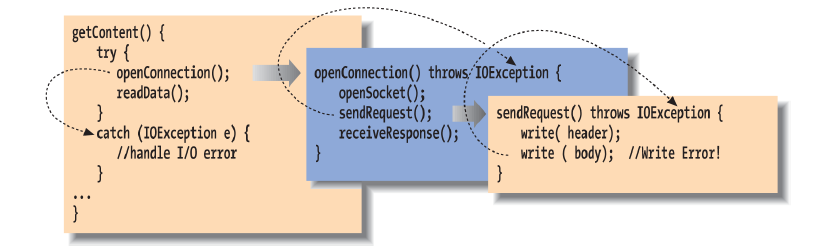 getContent() {
try {
openConnection();
readData();
}
catch (IOException e) {
//handle I/O error
}
...
}
openConnection() throws IOException {
openSocket();
sendRequest();
receiveResponse();
}
sendRequest() throws IOException {
write( header);
write ( body); //Write Error!
}